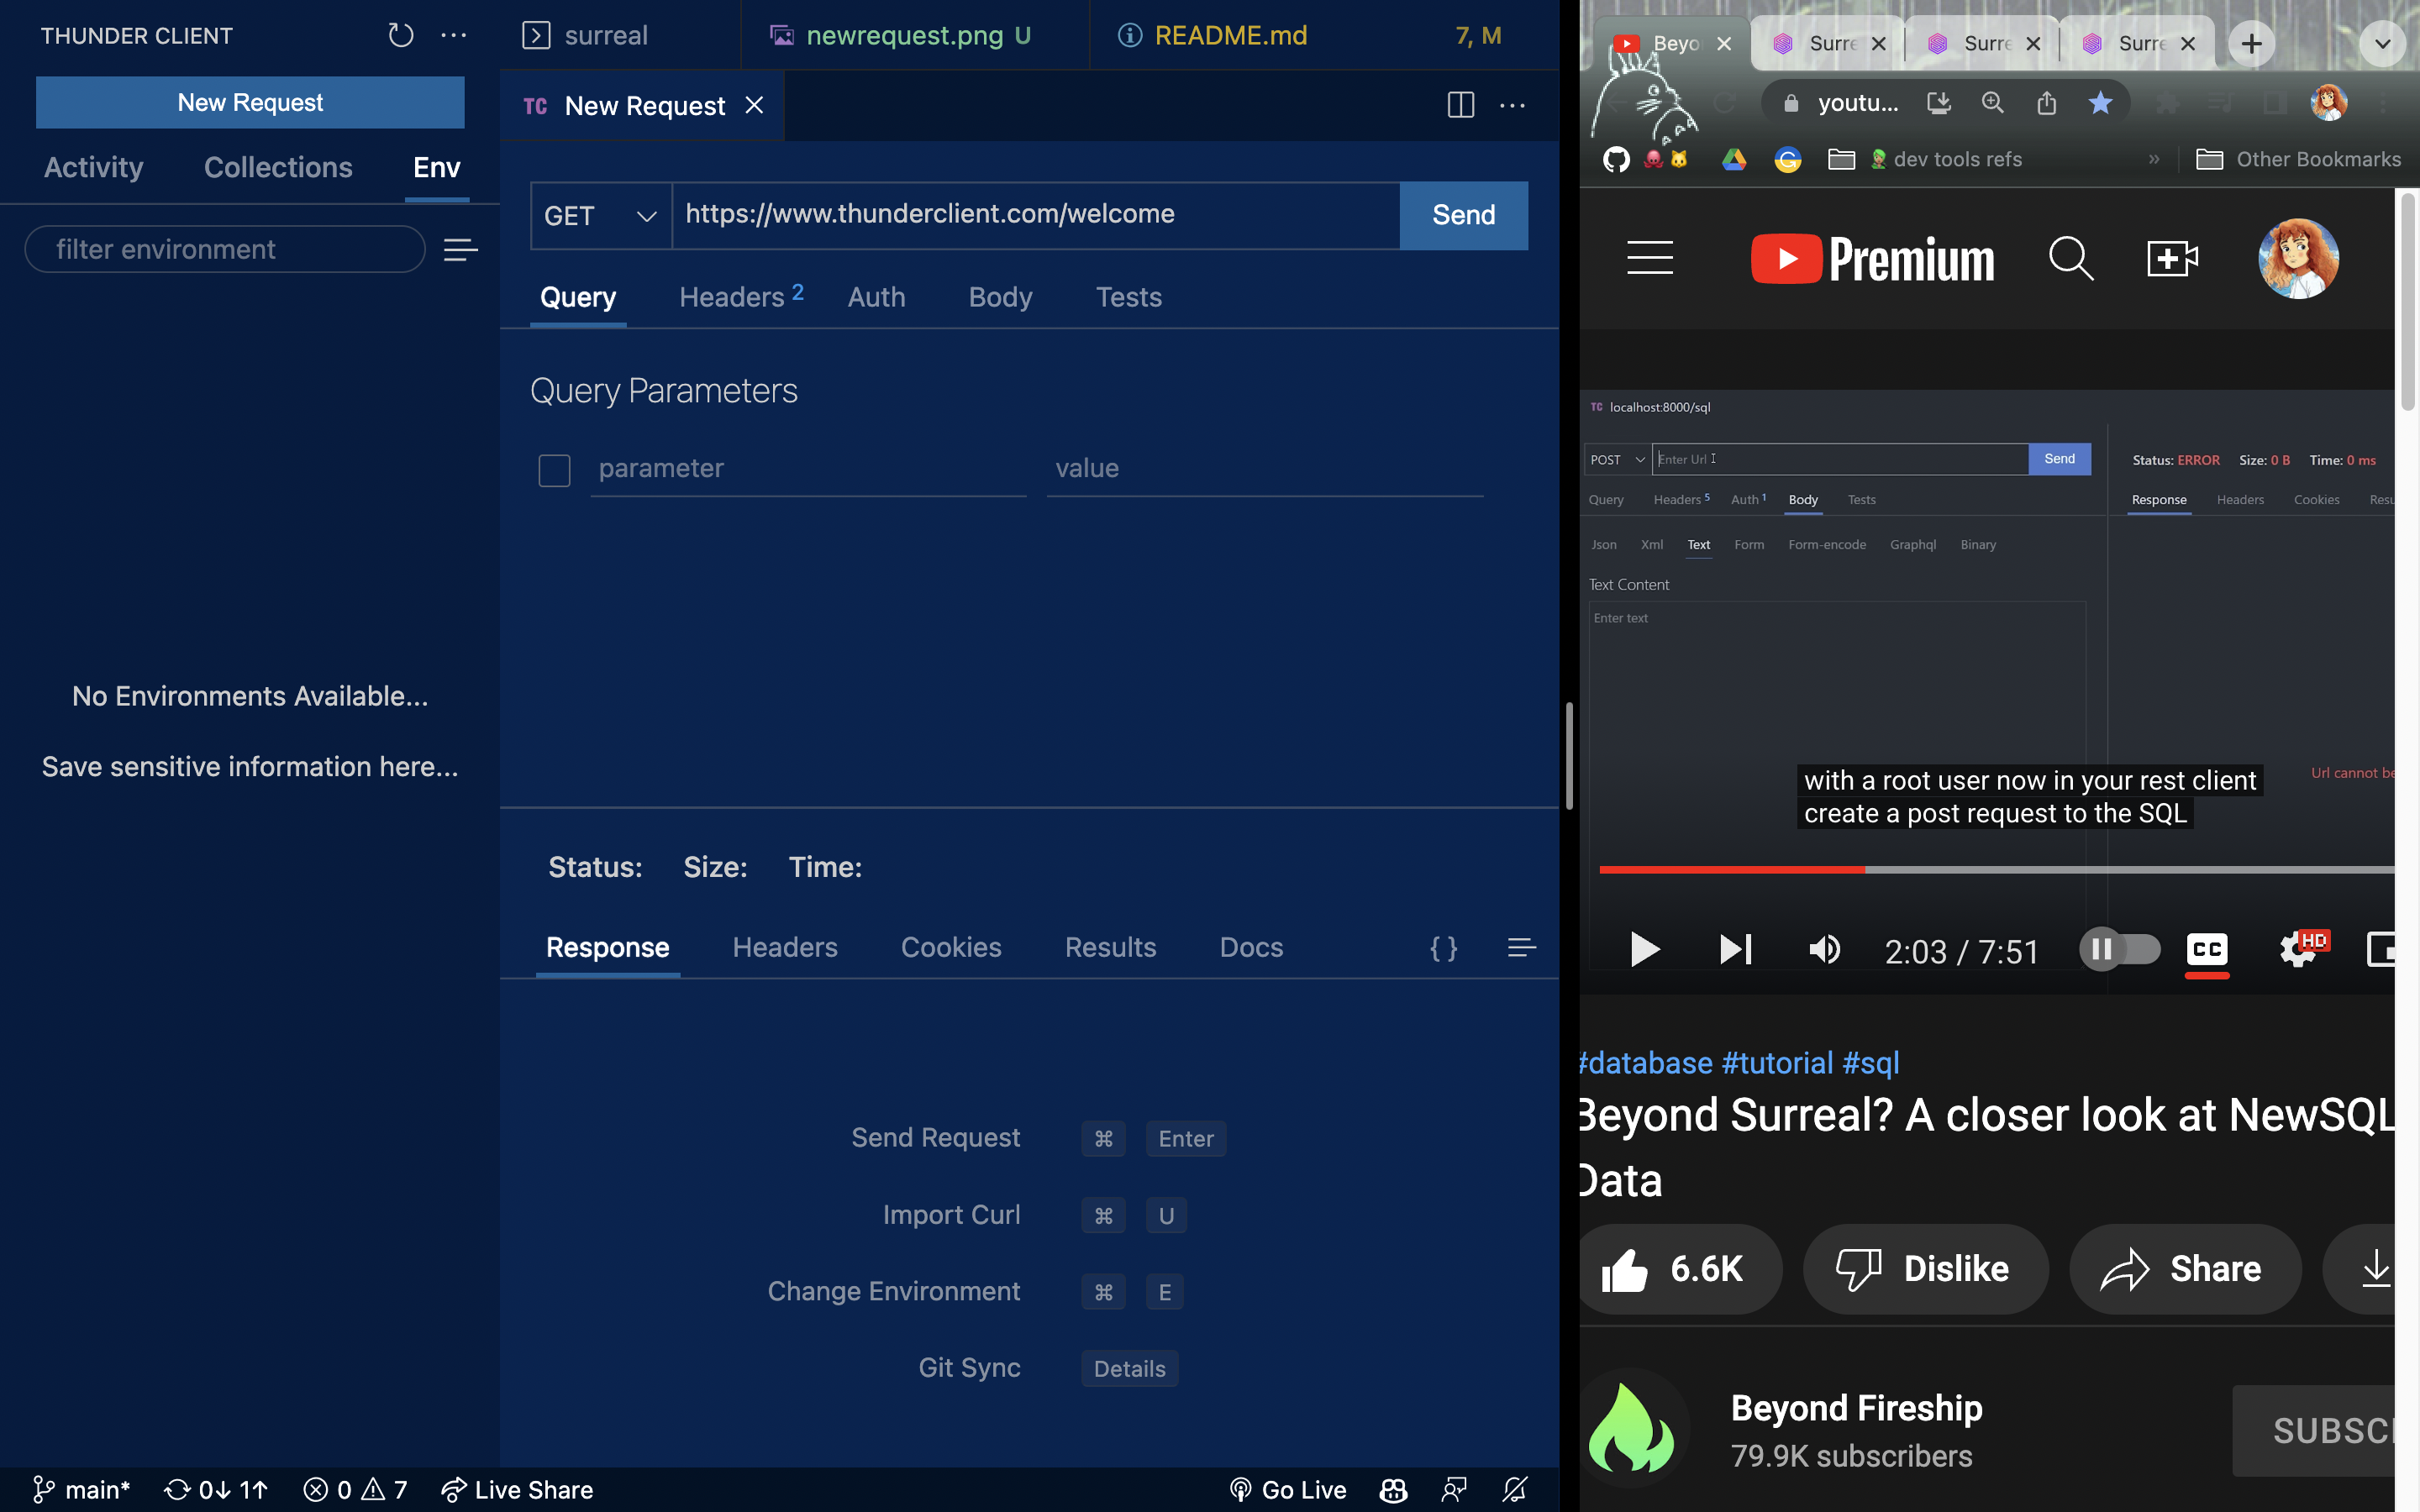 THUNDER CLIENT
New Request
Activity Collections Env
filter environment
No Environments Available...
Save sensitive information here...
surreal
newrequest.png U
README.md 7, M
TC New Request
GET https://www.thunderclient.com/welcome Send
Query Headers 2 Auth Body Tests
Query Parameters
parameter value
Status: Size: Time:
Response Headers Cookies Results Docs {}
Send Request ⌘ Enter
Import Curl ⌘ U
Change Environment ⌘ E
Git Sync Details
main* 0↓ 1↑ 0 7 Live Share Go Live
Beyo Surre Surre Surre
youtu...
dev tools refs » Other Bookmarks
Premium
TC localhost:8000/sql
POST Enter Url Send
Status: ERROR Size: 0 B Time: 0 ms
Query Headers 5 Auth 1 Body Tests
Response Headers Cookies Resu
Json Xml Text Form Form-encode Graphql Binary
Text Content
Enter text
Url cannot be
with a root user now in your rest client
create a post request to the SQL
2:03 / 7:51 CC HD
#database #tutorial #sql
Beyond Surreal? A closer look at NewSQL
Data
6.6K Dislike Share
Beyond Fireship
79.9K subscribers
SUBSC